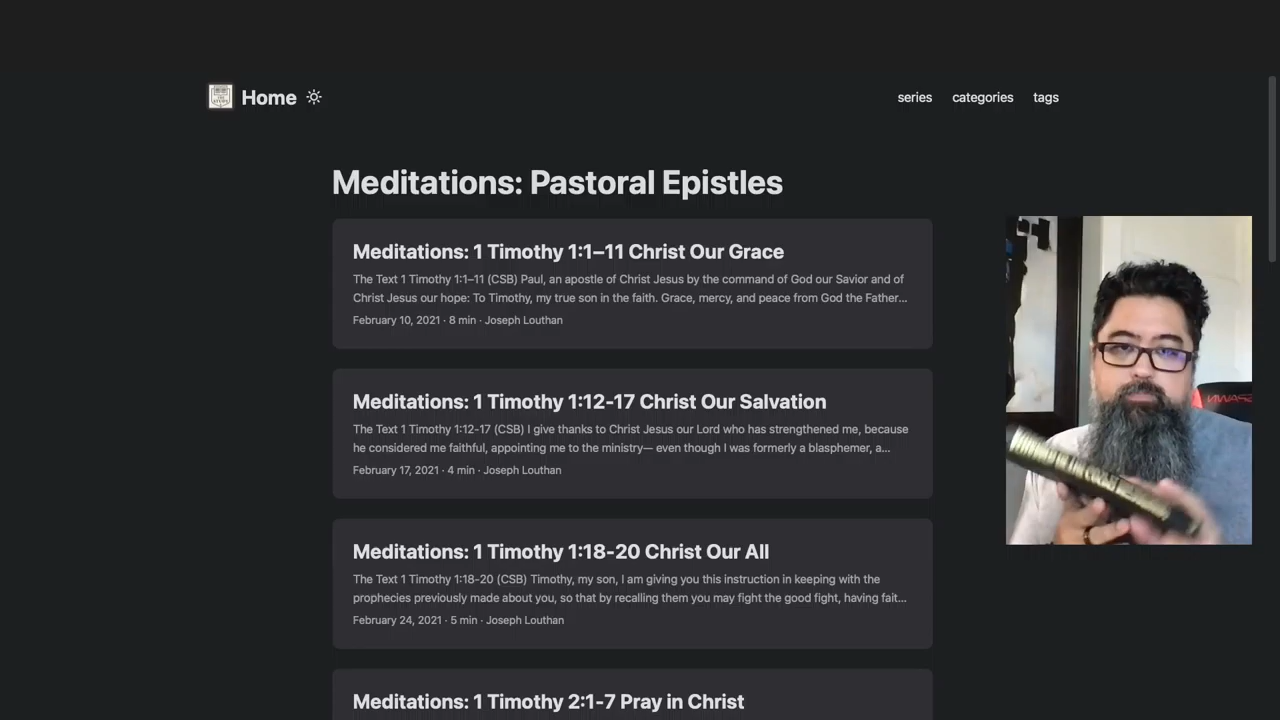 Home
series categories tags
Meditations: Pastoral Epistles
Meditations: 1 Timothy 1:1–11 Christ Our Grace
The Text 1 Timothy 1:1–11 (CSB) Paul, an apostle of Christ Jesus by the command of God our Savior and of
Christ Jesus our hope: To Timothy, my true son in the faith. Grace, mercy, and peace from God the Father...
February 10, 2021 · 8 min · Joseph Louthan
Meditations: 1 Timothy 1:12-17 Christ Our Salvation
The Text 1 Timothy 1:12-17 (CSB) I give thanks to Christ Jesus our Lord who has strengthened me, because
he considered me faithful, appointing me to the ministry— even though I was formerly a blasphemer, a...
February 17, 2021 · 4 min · Joseph Louthan
Meditations: 1 Timothy 1:18-20 Christ Our All
The Text 1 Timothy 1:18-20 (CSB) Timothy, my son, I am giving you this instruction in keeping with the
prophecies previously made about you, so that by recalling them you may fight the good fight, having fait...
February 24, 2021 · 5 min · Joseph Louthan
Meditations: 1 Timothy 2:1-7 Pray in Christ